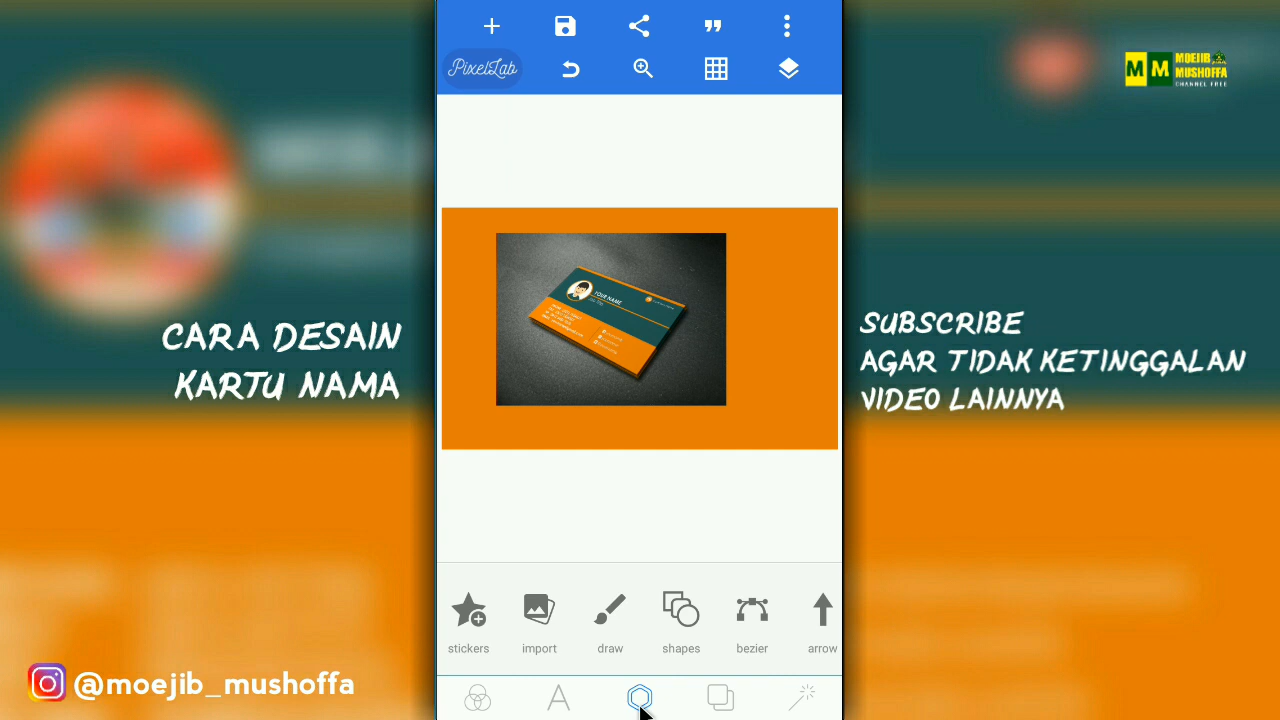 PixelLab
MM MOEJIB
MUSHOFFA
CHANNEL FREE
CARA DESAIN
KARTU NAMA
YOUR NAME
SUBSCRIBE
AGAR TIDAK KETINGGALAN
VIDEO LAINNYA
stickers import draw shapes bezier arrow
@moejib_mushoffa